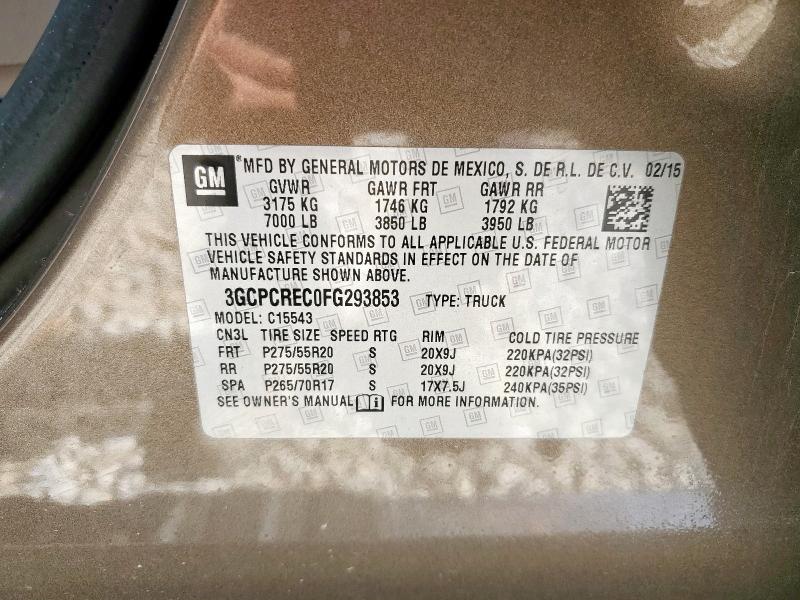 GM ® MFD BY GENERAL MOTORS DE MEXICO, S. DE R.L. DE C.V. 02/15
GVWR GAWR FRT GAWR RR
3175 KG 1746 KG 1792 KG
7000 LB 3850 LB 3950 LB
THIS VEHICLE CONFORMS TO ALL APPLICABLE U.S. FEDERAL MOTOR
VEHICLE SAFETY STANDARDS IN EFFECT ON THE DATE OF
MANUFACTURE SHOWN ABOVE.
3GCPCREC0FG293853 TYPE: TRUCK
MODEL: C15543
CN3L TIRE SIZE SPEED RTG RIM COLD TIRE PRESSURE
FRT P275/55R20 S 20X9J 220KPA(32PSI)
RR P275/55R20 S 20X9J 220KPA(32PSI)
SPA P265/70R17 S 17X7.5J 240KPA(35PSI)
SEE OWNER'S MANUAL FOR MORE INFORMATION.